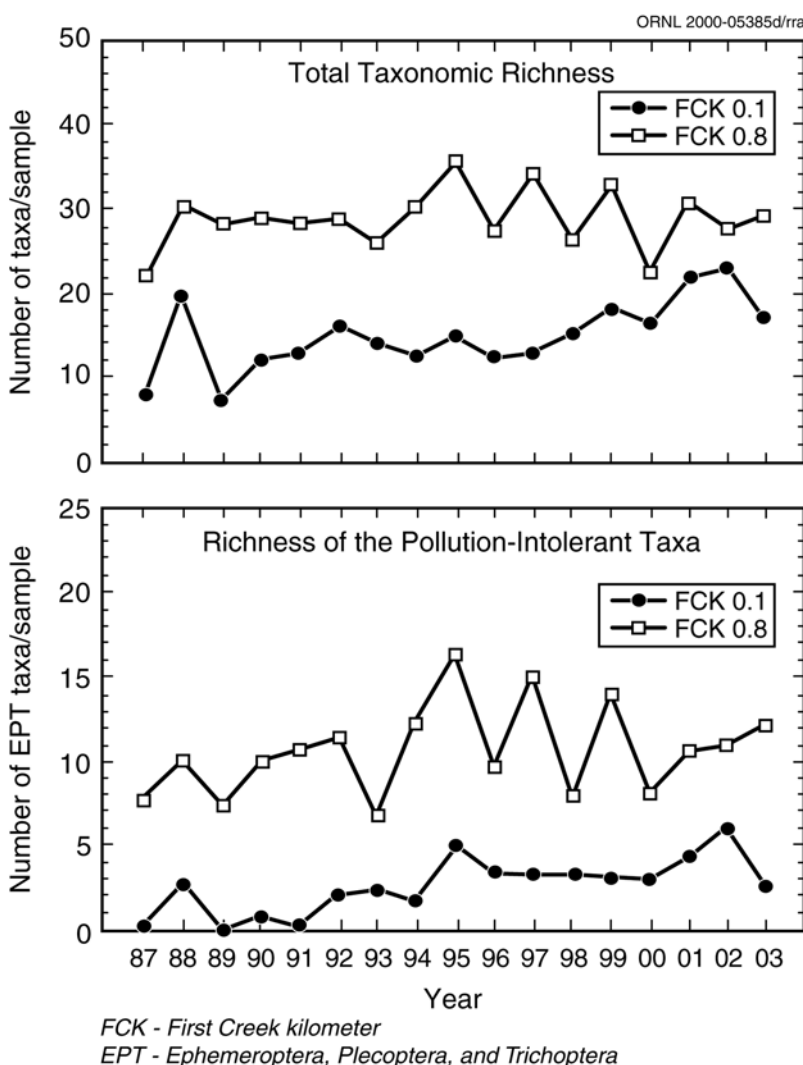 ORNL 2000-05385d/rra
Total Taxonomic Richness
FCK 0.1
FCK 0.8
Number of taxa/sample
50
40
30
20
10
0
Richness of the Pollution-Intolerant Taxa
FCK 0.1
FCK 0.8
Number of EPT taxa/sample
25
20
15
10
5
0
87 88 89 90 91 92 93 94 95 96 97 98 99 00 01 02 03
Year
FCK - First Creek kilometer
EPT - Ephemeroptera, Plecoptera, and Trichoptera